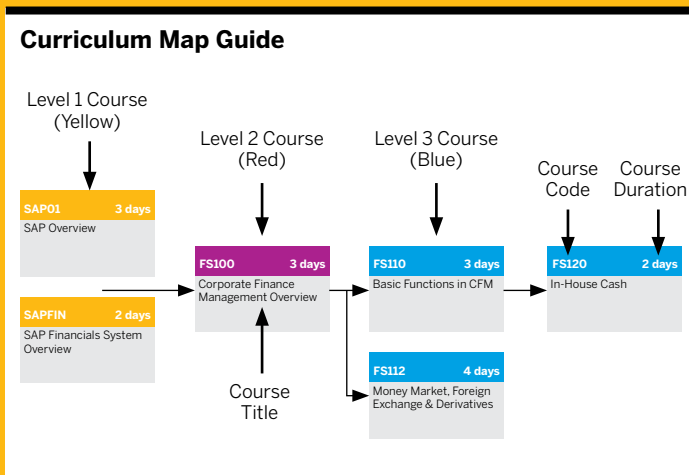 Curriculum Map Guide
Level 1 Course
(Yellow)
Level 2 Course
(Red)
Level 3 Course
(Blue)
Course
Code
Course
Duration
SAP01 3 days
SAP Overview
FS100 3 days
Corporate Finance
Management Overview
FS110 3 days
Basic Functions in CFM
FS120 2 days
In-House Cash
SAPFIN 2 days
SAP Financials System
Overview
FS112 4 days
Money Market, Foreign
Exchange & Derivatives
Course
Title